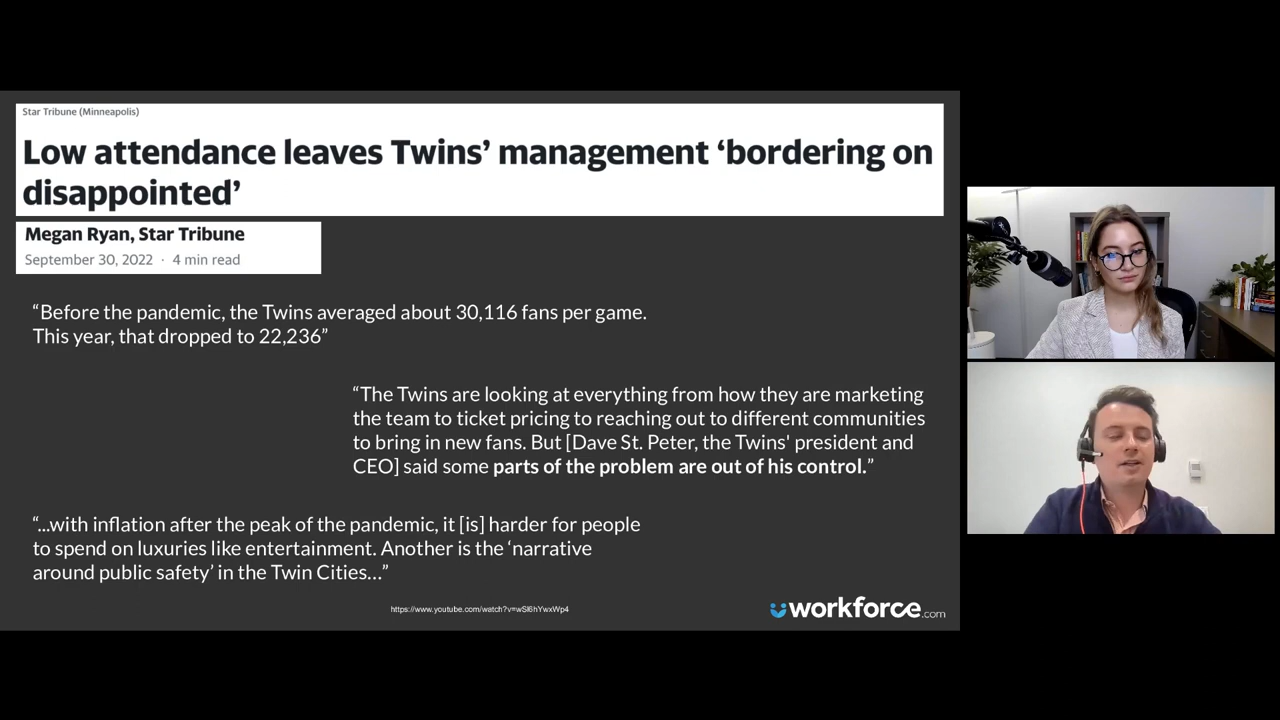 Star Tribune (Minneapolis)
Low attendance leaves Twins’ management ‘bordering on
disappointed’
Megan Ryan, Star Tribune
September 30, 2022 · 4 min read
“Before the pandemic, the Twins averaged about 30,116 fans per game.
This year, that dropped to 22,236”
“The Twins are looking at everything from how they are marketing
the team to ticket pricing to reaching out to different communities
to bring in new fans. But [Dave St. Peter, the Twins' president and
CEO] said some parts of the problem are out of his control.”
“...with inflation after the peak of the pandemic, it [is] harder for people
to spend on luxuries like entertainment. Another is the ‘narrative
around public safety’ in the Twin Cities...”
https://www.youtube.com/watch?v=wSl6hYwxWp4
workforce.com